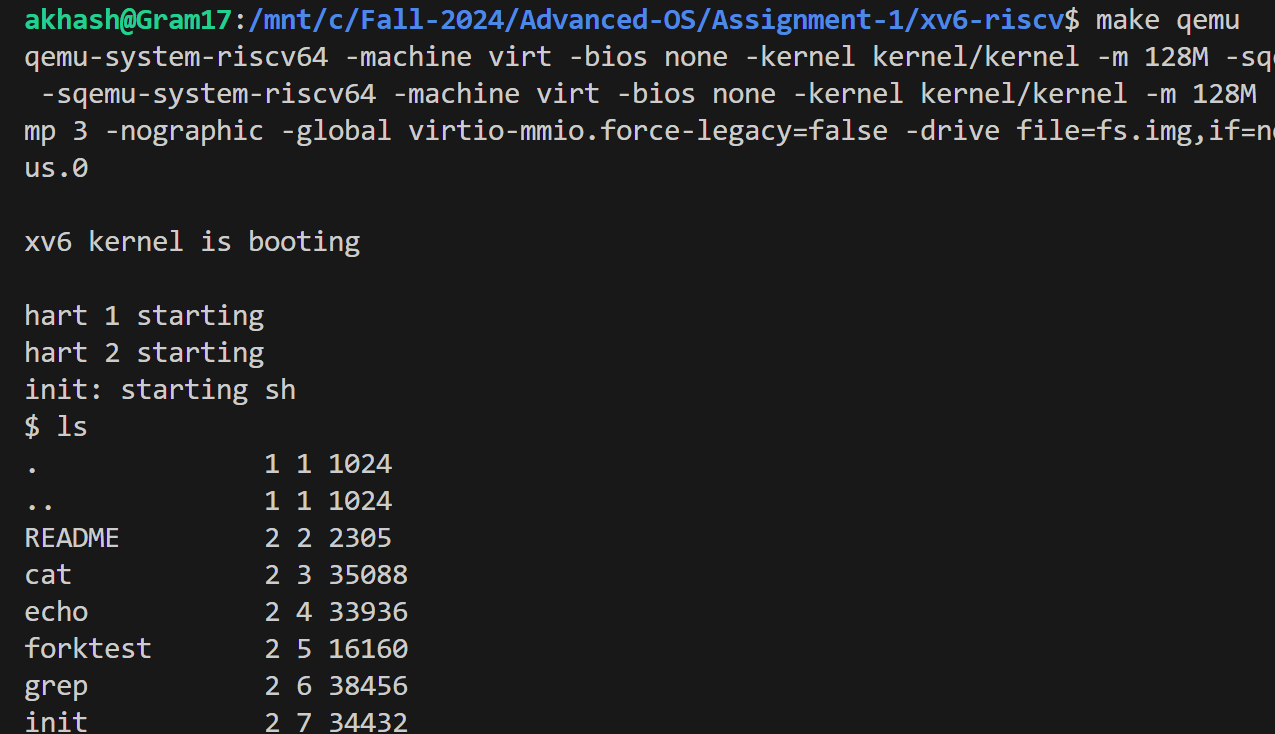 akhash@Gram17:/mnt/c/Fall-2024/Advanced-OS/Assignment-1/xv6-riscv$ make qemu
qemu-system-riscv64 -machine virt -bios none -kernel kernel/kernel -m 128M -sq
-sqemu-system-riscv64 -machine virt -bios none -kernel kernel/kernel -m 128M
mp 3 -nographic -global virtio-mmio.force-legacy=false -drive file=fs.img,if=n
us.0
xv6 kernel is booting
hart 1 starting
hart 2 starting
init: starting sh
$ ls
. 1 1 1024
.. 1 1 1024
README 2 2 2305
cat 2 3 35088
echo 2 4 33936
forktest 2 5 16160
grep 2 6 38456
init 2 7 34432